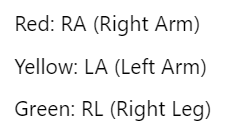 Red: RA (Right Arm)
Yellow: LA (Left Arm)
Green: RL (Right Leg)